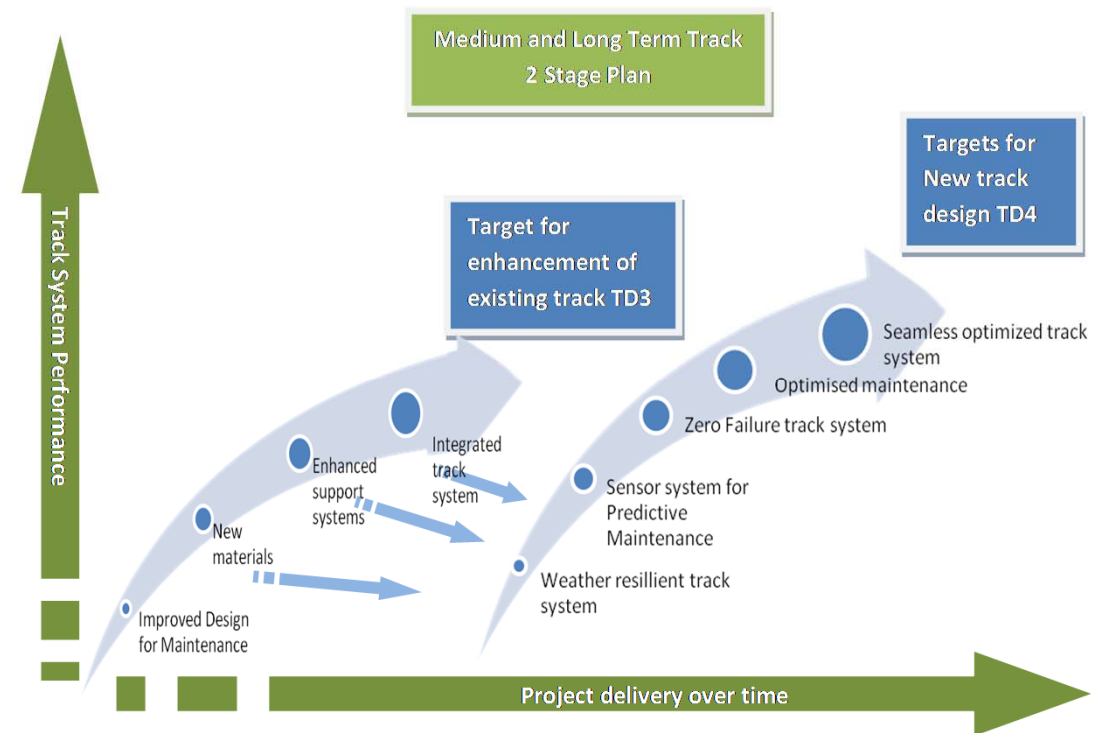 Medium and Long Term Track
2 Stage Plan
Targets for
New track
design TD4
Target for
enhancement of
existing track TD3
Track System Performance
Seamless optimized track
system
Optimised maintenance
Zero Failure track system
Sensor system for
Predictive
Maintenance
Weather resillient track
system
Integrated
track
system
Enhanced
support
systems
New
materials
Improved Design
for Maintenance
Project delivery over time